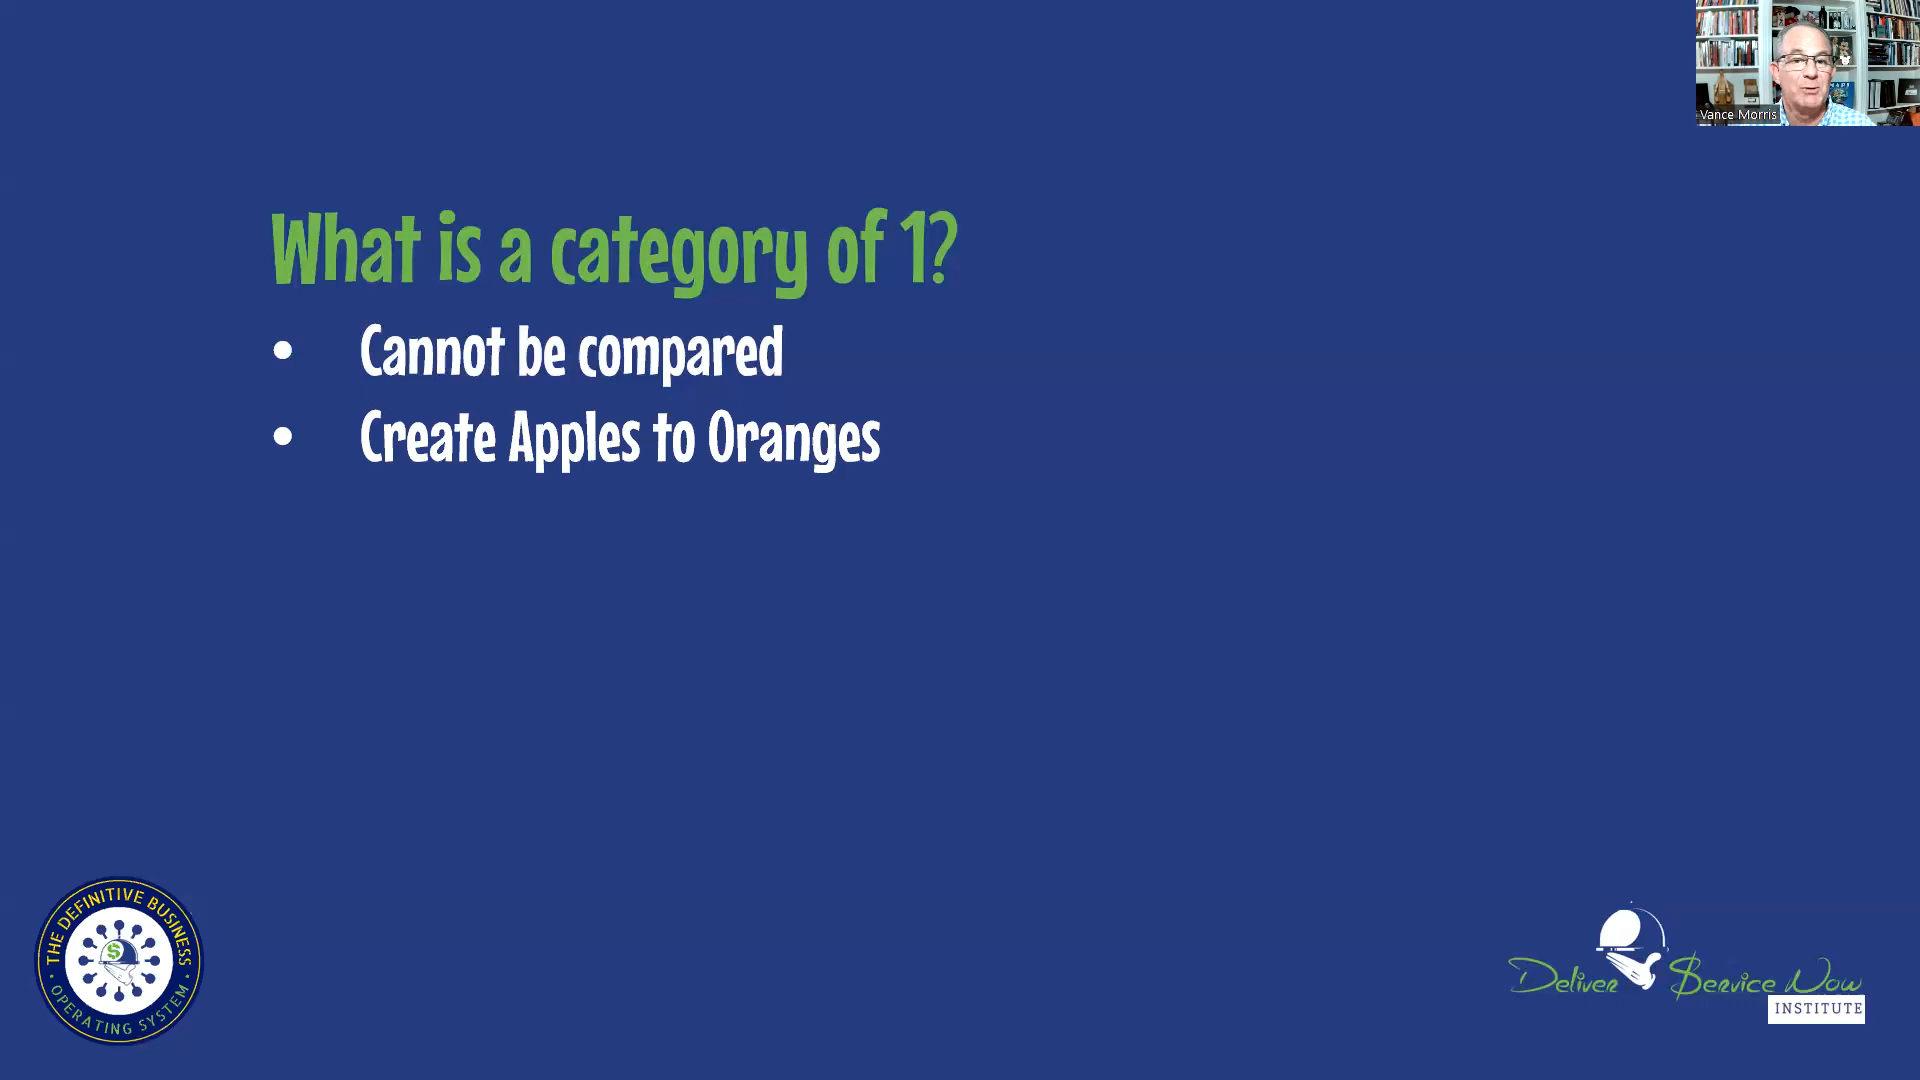 Vance Morris
What is a category of 1?
• Cannot be compared
• Create Apples to Oranges
THE DEFINITIVE BUSINESS
OPERATING SYSTEM
$
Deliver Service Now
INSTITUTE